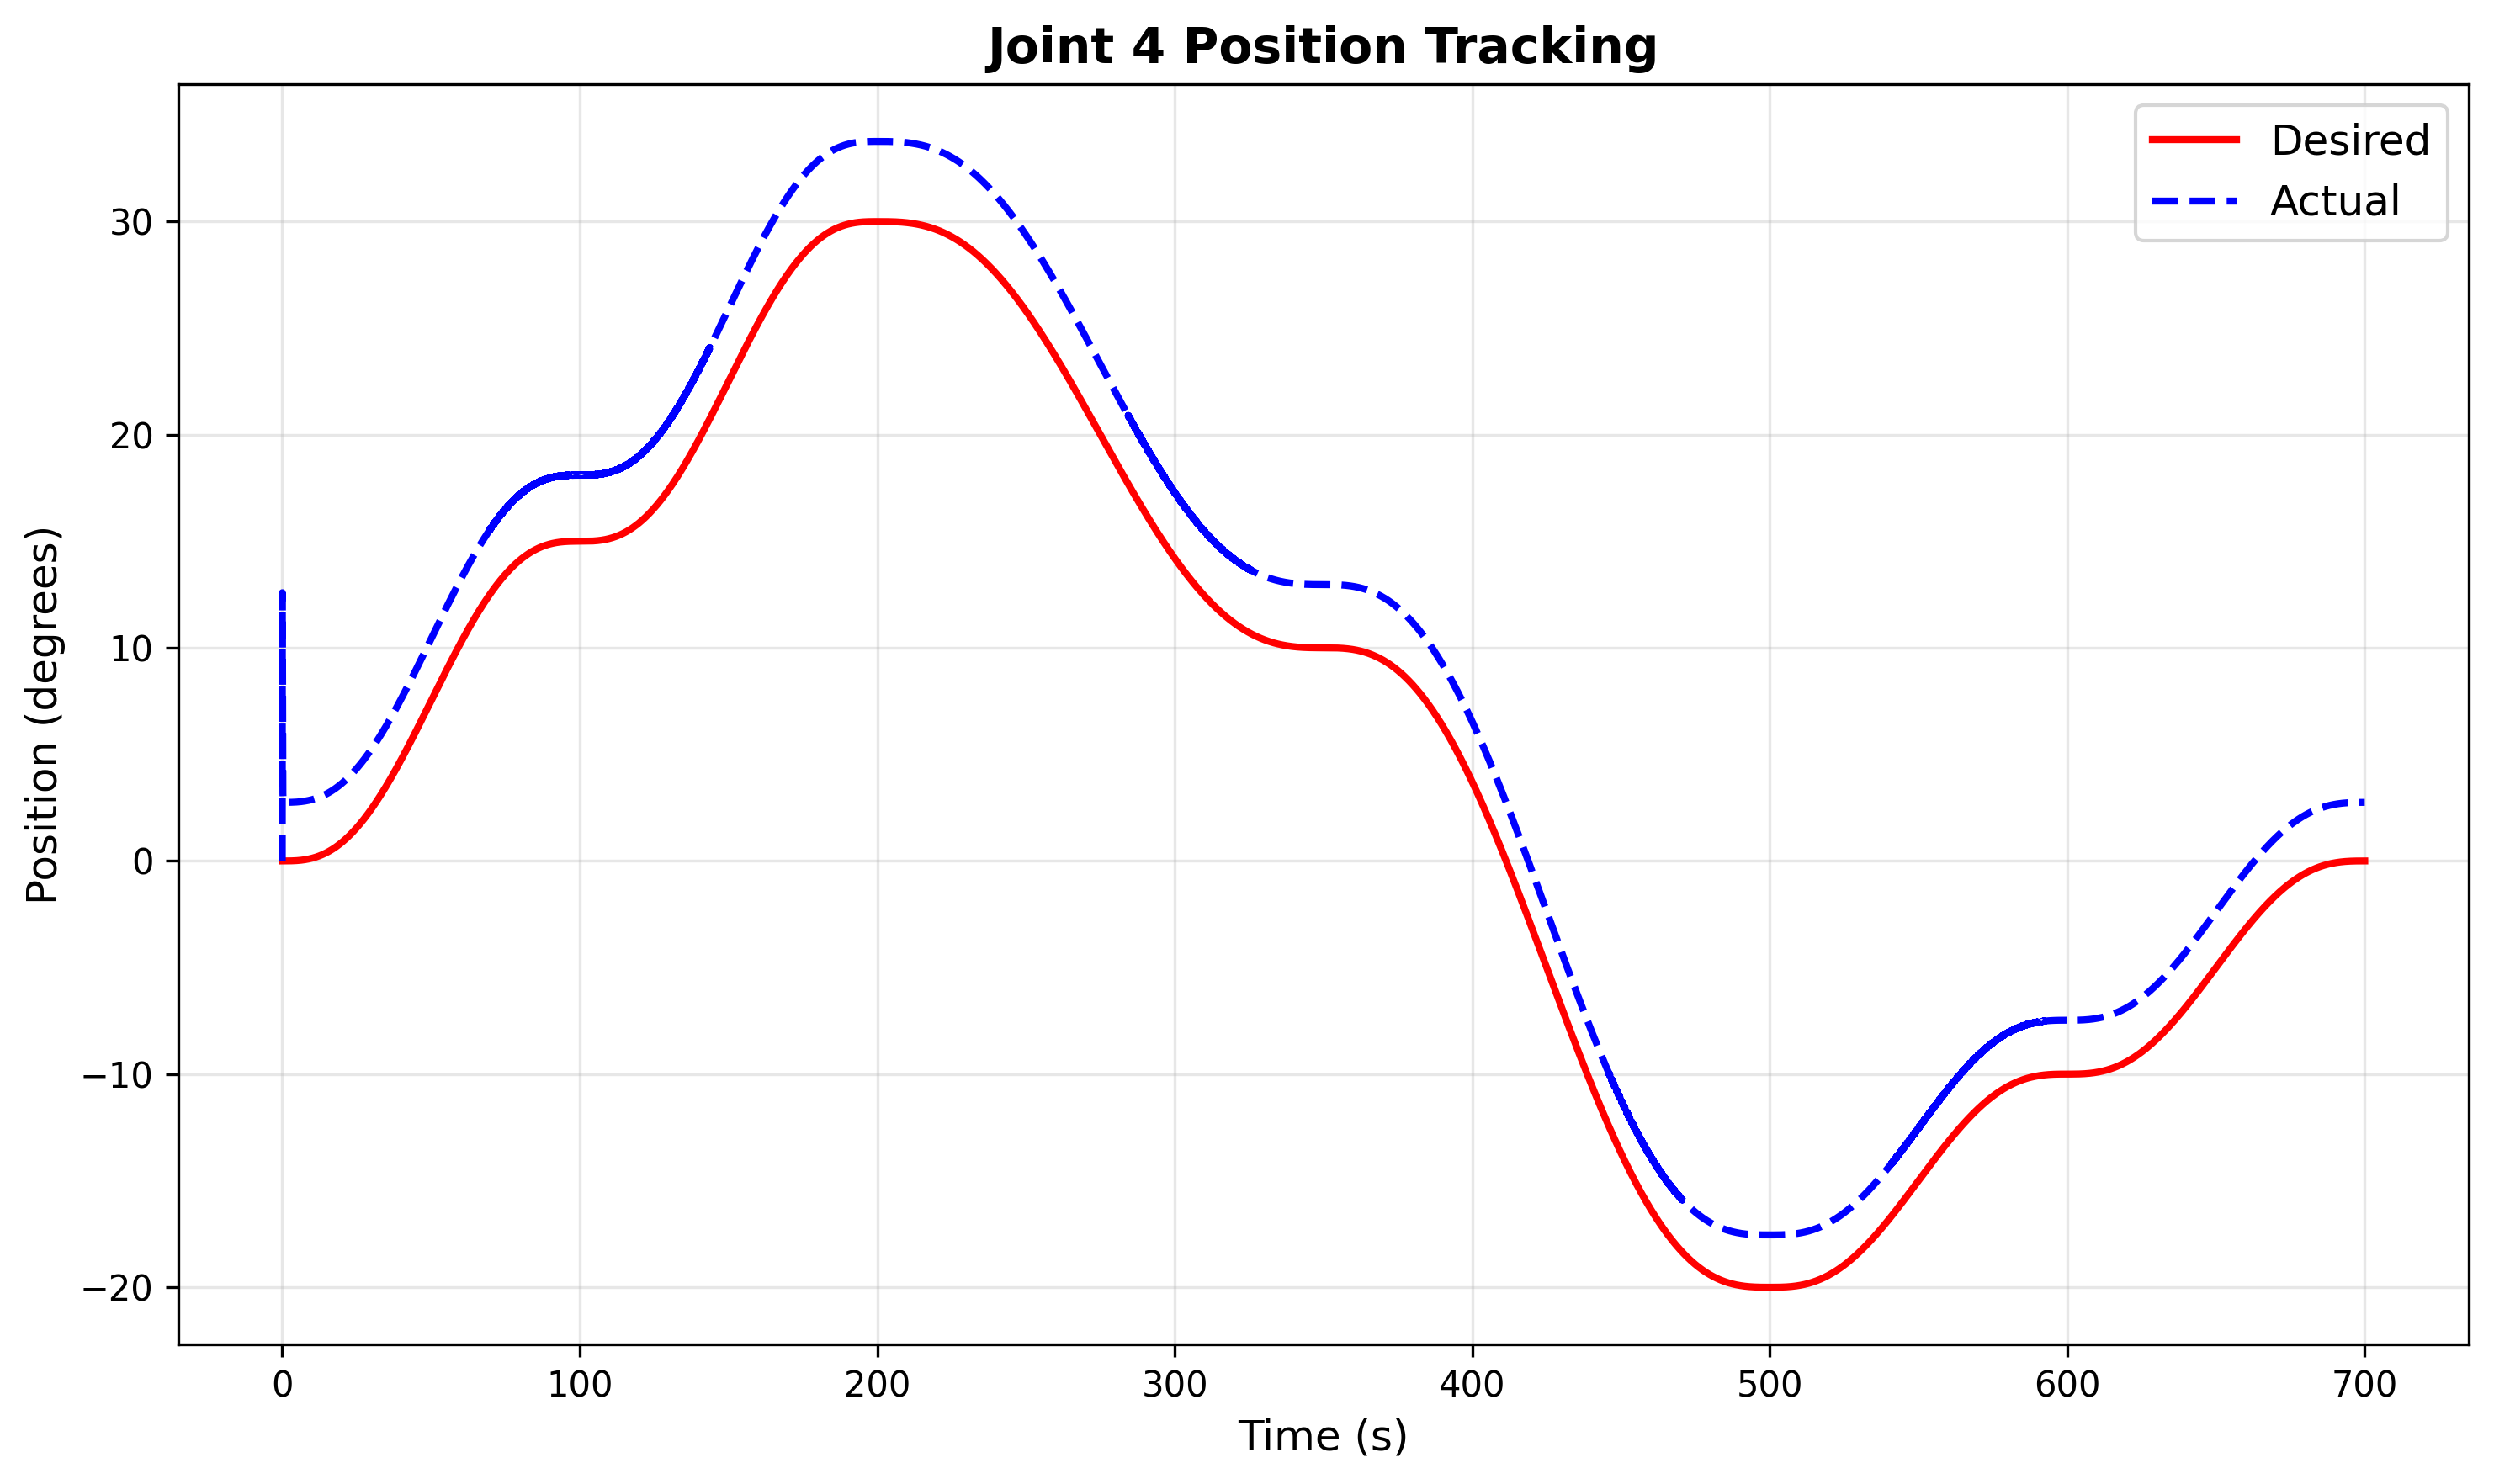 Joint 4 Position Tracking
Desired
Actual
Position (degrees)
30
20
10
0
−10
−20
0 100 200 300 400 500 600 700
Time (s)